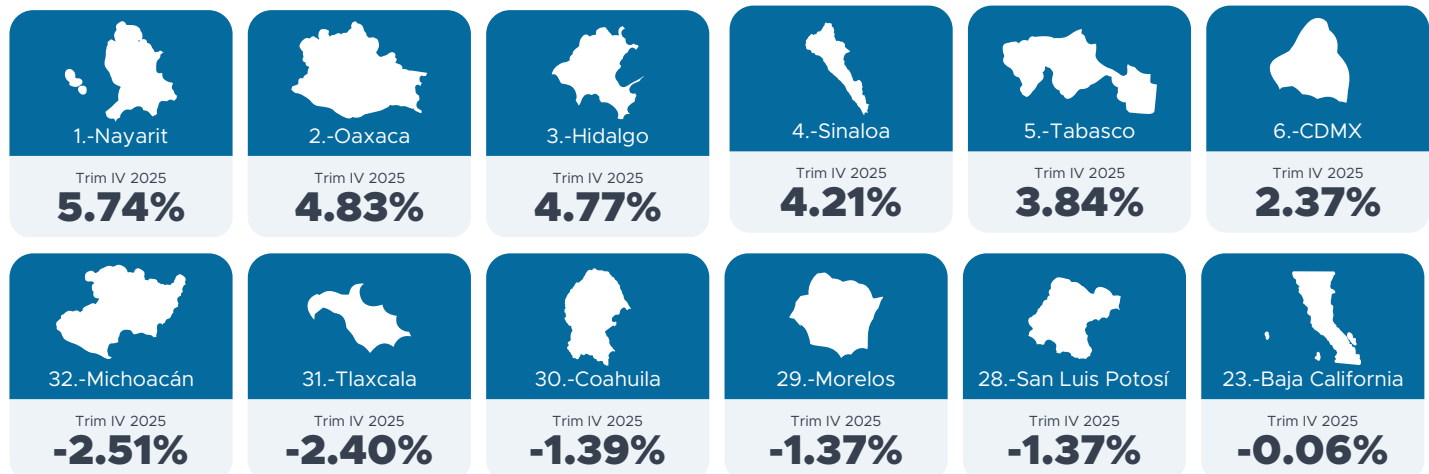 1.-Nayarit
Trim IV 2025
5.74%
2.-Oaxaca
Trim IV 2025
4.83%
3.-Hidalgo
Trim IV 2025
4.77%
4.-Sinaloa
Trim IV 2025
4.21%
5.-Tabasco
Trim IV 2025
3.84%
6.-CDMX
Trim IV 2025
2.37%
32.-Michoacán
Trim IV 2025
-2.51%
31.-Tlaxcala
Trim IV 2025
-2.40%
30.-Coahuila
Trim IV 2025
-1.39%
29.-Morelos
Trim IV 2025
-1.37%
28.-San Luis Potosí
Trim IV 2025
-1.37%
23.-Baja California
Trim IV 2025
-0.06%